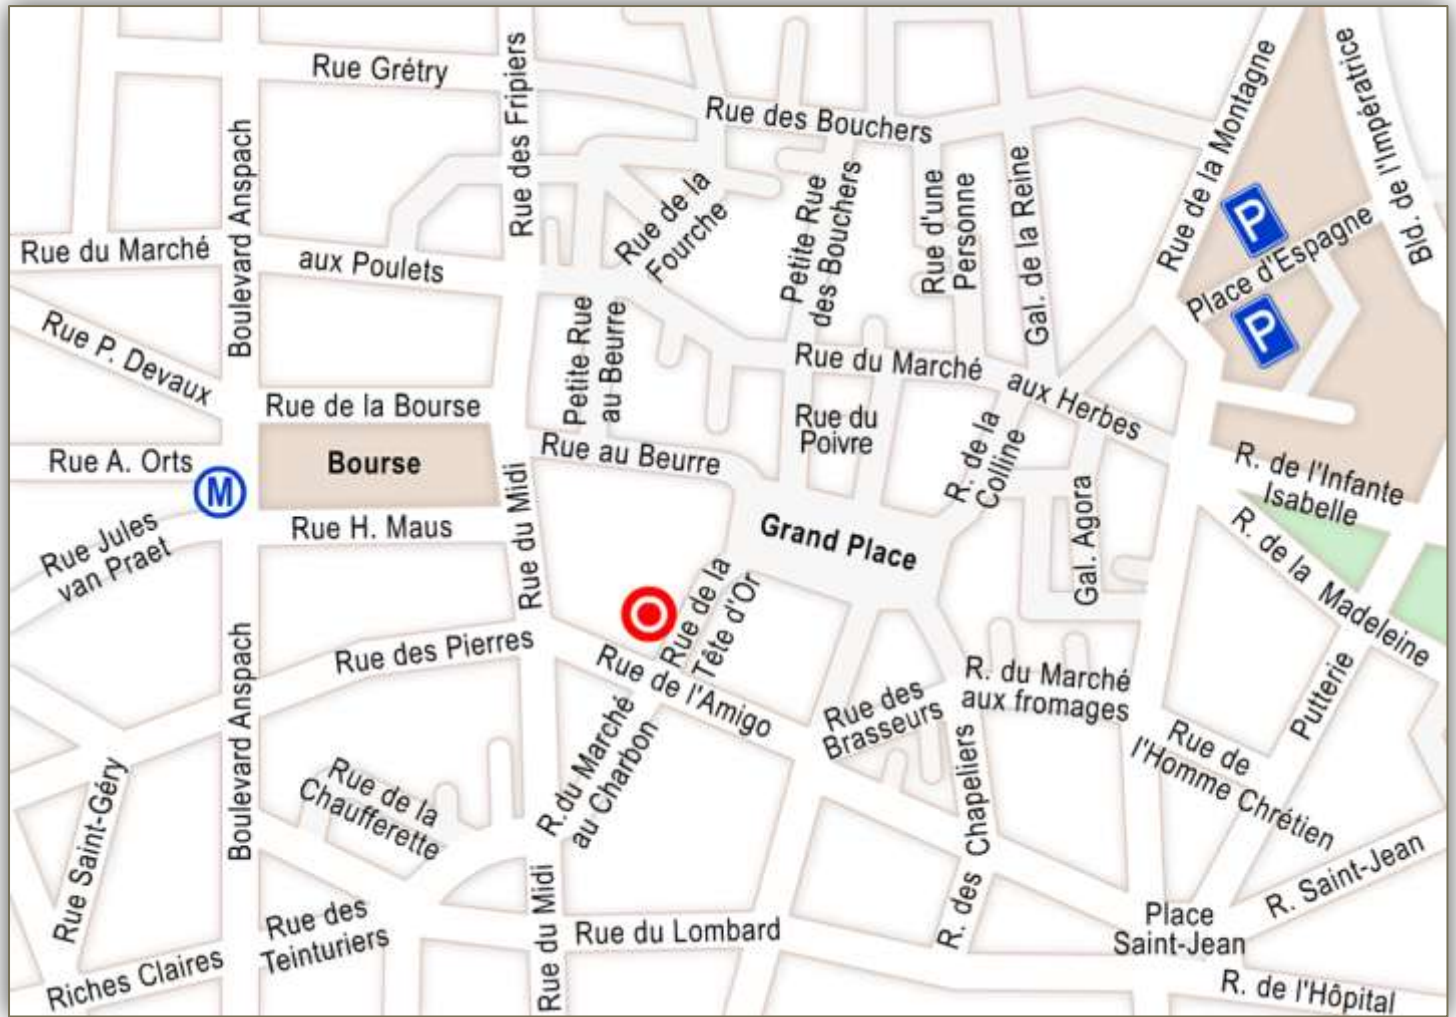 Rue Grétry
Rue des Fripiers
Rue des Bouchers
Rue de la Montagne
Bld. de l'Impératrice
Boulevard Anspach
Rue de la
Fourche
Petite Rue
des Bouchers
Rue d'une
Personne
Gal. de la Reine
P
Place d'Espagne
P
Rue du Marché
aux Poulets
Rue P. Devaux
Petite Rue
au Beurre
Rue du Marché
aux Herbes
Rue de la Bourse
Rue du
Poivre
R. de la
Colline
Rue A. Orts
M
Bourse
Rue au Beurre
R. de l'Infante
Isabelle
Rue Jules
van Praet
Rue H. Maus
Rue du Midi
Grand Place
Gal. Agora
R. de la Madeleine
Rue de la
Tête d'Or
Boulevard Anspach
Rue des Pierres
Rue de l'Amigo
R. du Marché
aux fromages
Rue des
Brasseurs
Putterie
Rue de
l'Homme Chrétien
R.du Marché
au Charbon
Rue de la
Chaufferette
R. des Chapeliers
Rue Saint-Géry
R. Saint-Jean
Rue des
Teinturiers
Rue du Midi
Rue du Lombard
Place
Saint-Jean
Riches Claires
R. de l'Hôpital